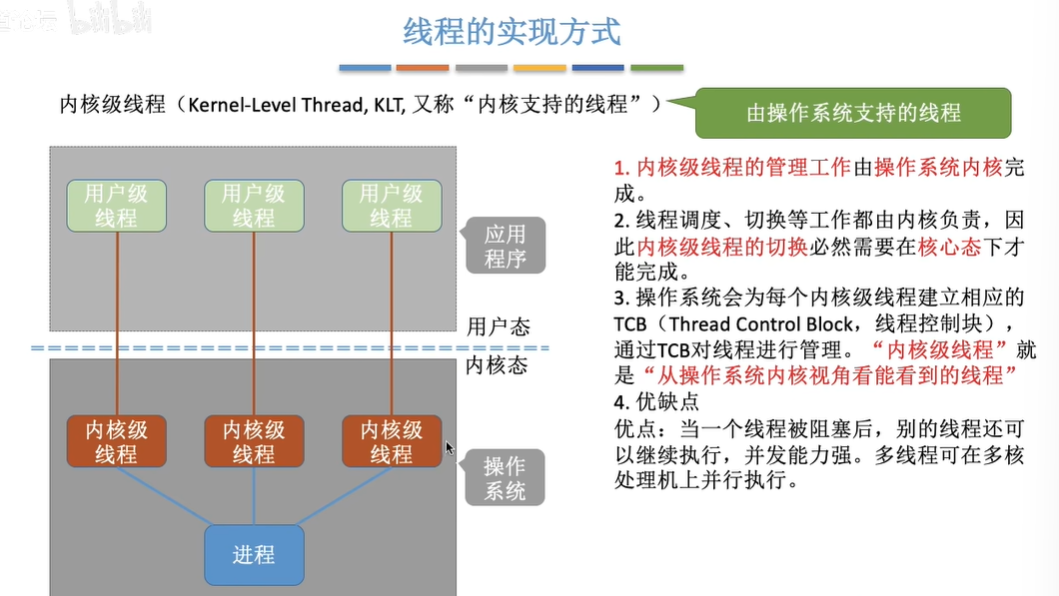 线程的实现方式
内核级线程（Kernel-Level Thread, KLT, 又称“内核支持的线程”）
由操作系统支持的线程
用户级
线程
用户级
线程
用户级
线程
应用
程序
用户态
内核态
内核级
线程
内核级
线程
内核级
线程
操作
系统
进程
1. 内核级线程的管理工作由操作系统内核完
成。
2. 线程调度、切换等工作都由内核负责，因
此内核级线程的切换必然需要在核心态下才
能完成。
3. 操作系统会为每个内核级线程建立相应的
TCB（Thread Control Block，线程控制块），
通过TCB对线程进行管理。“内核级线程”就
是“从操作系统内核视角看能看到的线程”
4. 优缺点
优点：当一个线程被阻塞后，别的线程还可
以继续执行，并发能力强。多线程可在多核
处理机上并行执行。